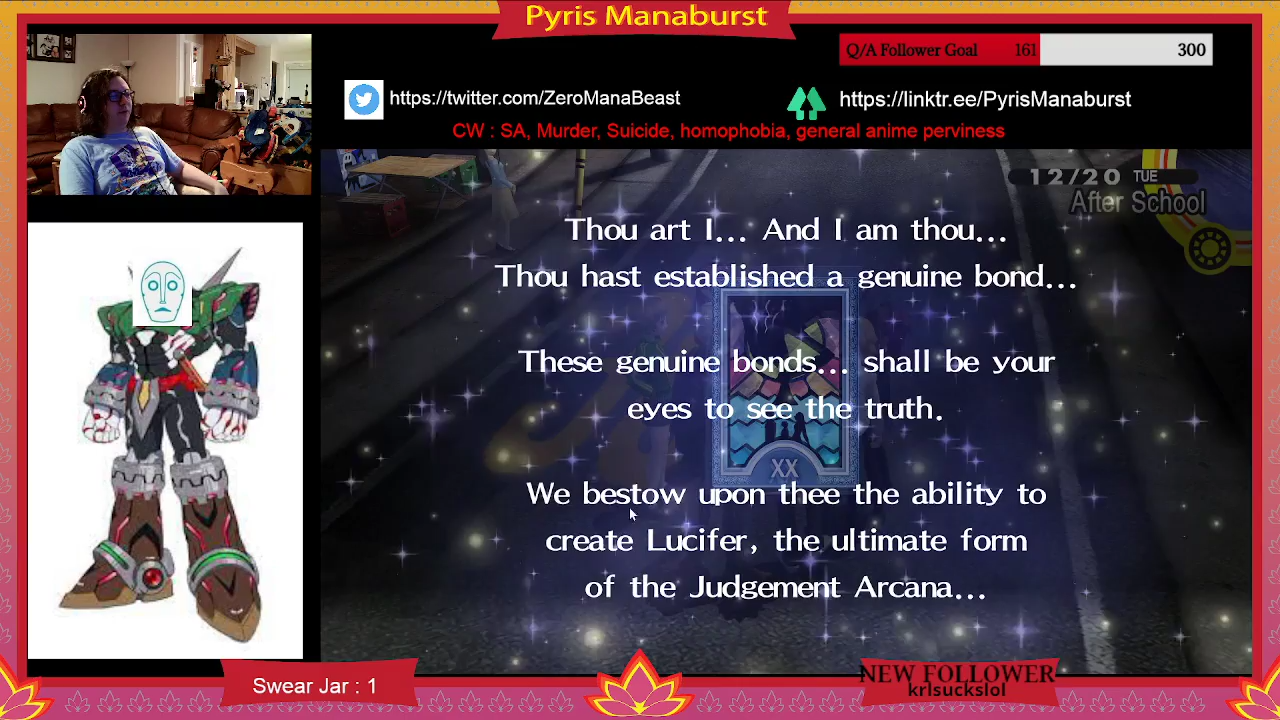 Pyris Manaburst
Q/A Follower Goal 161 300
https://twitter.com/ZeroManaBeast
https://linktr.ee/PyrisManaburst
CW : SA, Murder, Suicide, homophobia, general anime perviness
12/20 TUE
After School
Thou art I... And I am thou...
Thou hast established a genuine bond...
These genuine bonds... shall be your
eyes to see the truth.
XX
We bestow upon thee the ability to
create Lucifer, the ultimate form
of the Judgement Arcana...
Swear Jar : 1
NEW FOLLOWER
krlsuckslol